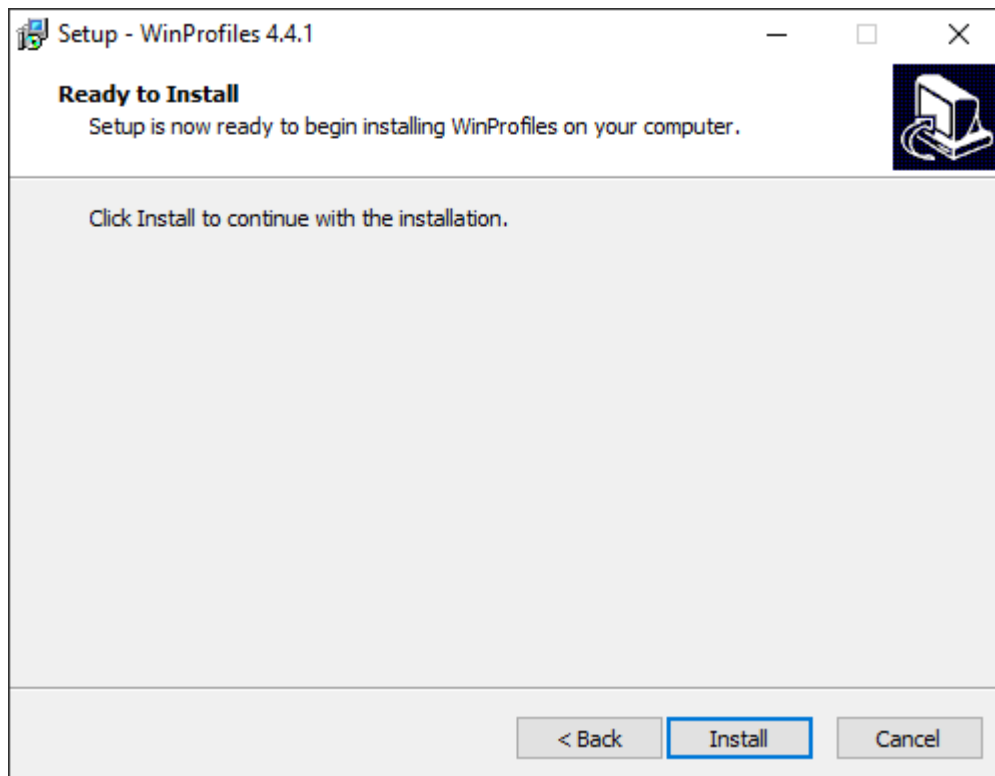 Setup - WinProfiles 4.4.1
Ready to Install
Setup is now ready to begin installing WinProfiles on your computer.
Click Install to continue with the installation.
< Back
Install
Cancel